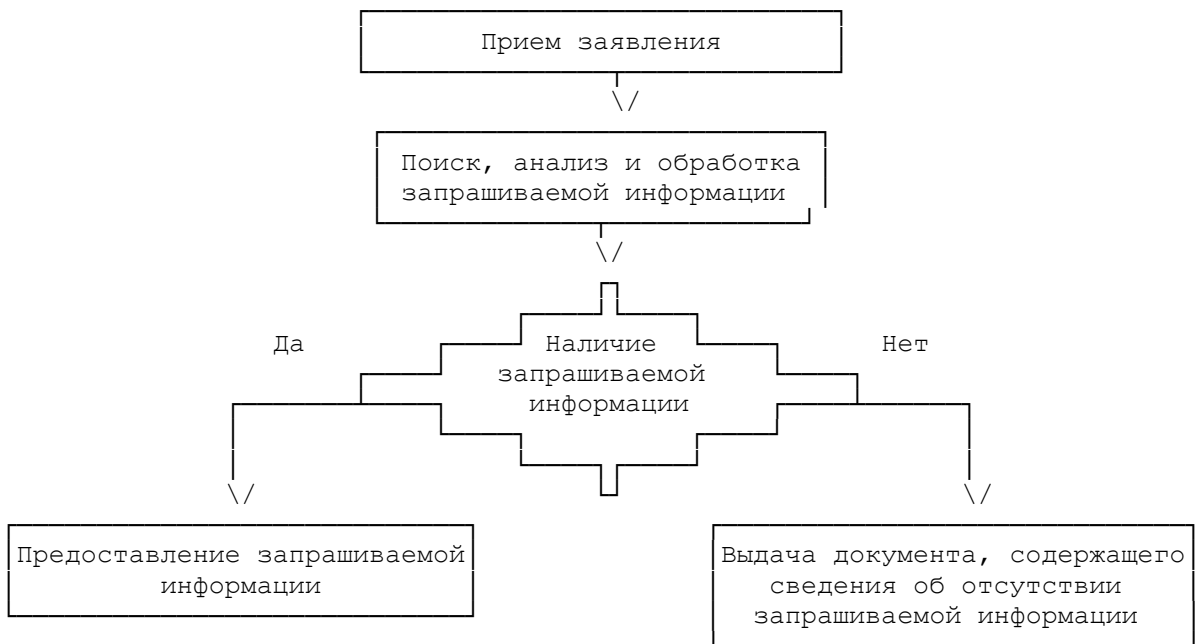 Прием заявления
Поиск, анализ и обработка
запрашиваемой информации
Да
Наличие
Нет
запрашиваемой
информации
Предоставление запрашиваемой
информации
Выдача документа, содержащего
сведения об отсутствии
запрашиваемой информации